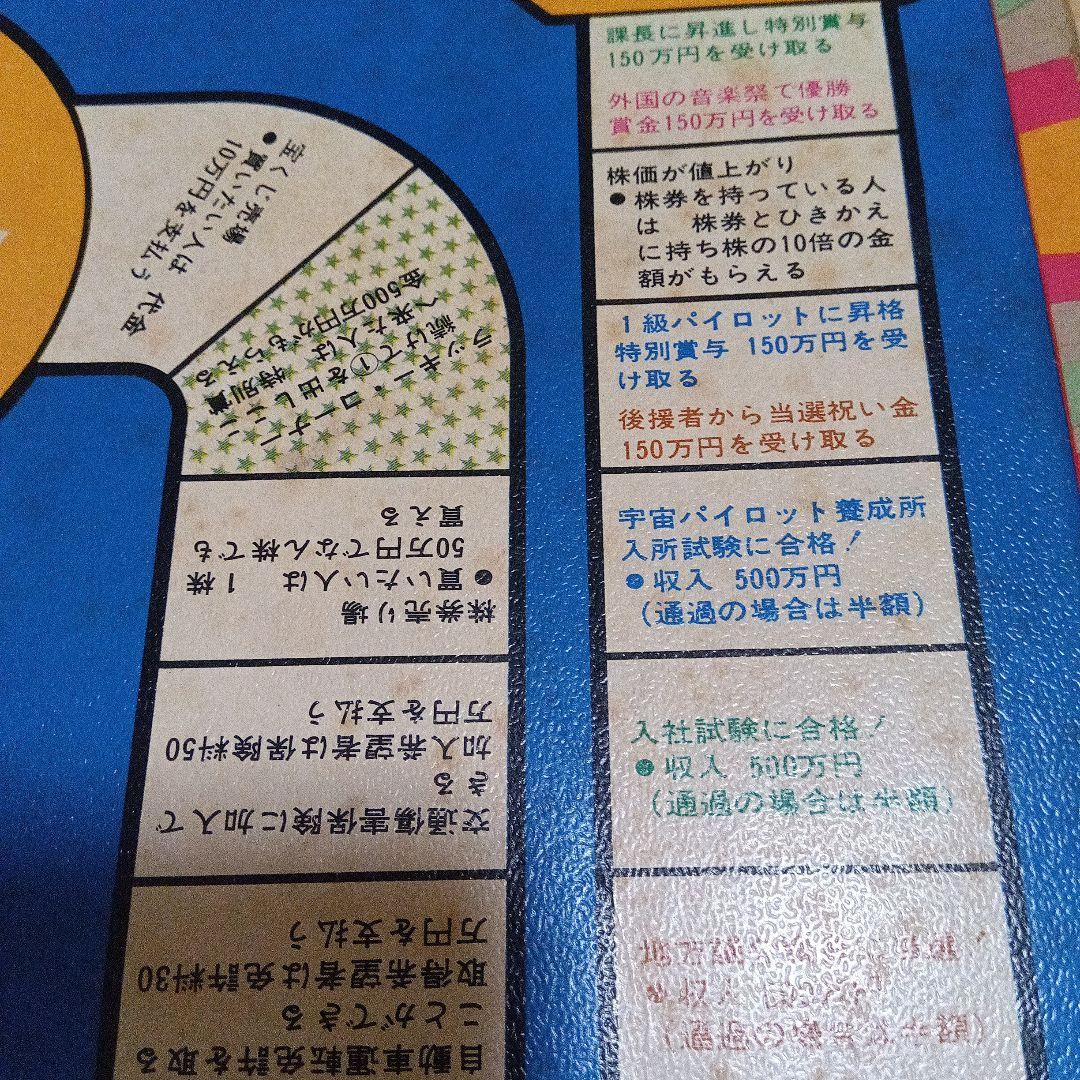 課長に昇進し特別賞与
150万円を受け取る
外国の音楽祭で優勝
賞金150万円を受け取る
株価が値上がり
●株券を持っている人
は 株券とひきかえ
に持ち株の10倍の金
額がもらえる
1級パイロットに昇格
特別賞与 150万円を受
け取る
後援者から当選祝い金
150万円を受け取る
宇宙パイロット養成所
入所試験に合格!
●収入 500万円
(通過の場合は半額)
入社試験に合格!
●収入 500万円
(通過の場合は半額)
●収入
自動車運転免許を取る
ことができる
取得希望者は免許料30
万円を支払う
交通傷害保険に加入で
きる
加入希望者は保険料50
万円を支払う
株券売り場
●買いたい人は 1株
50万円でなん株でも
買える
ラッキーナ
コーナー
続けて①を出しここ
へ来た人は 特別賞
金500万円がもらえる
宝くじ売場
●買いたい人は 代金
10万円を支払う